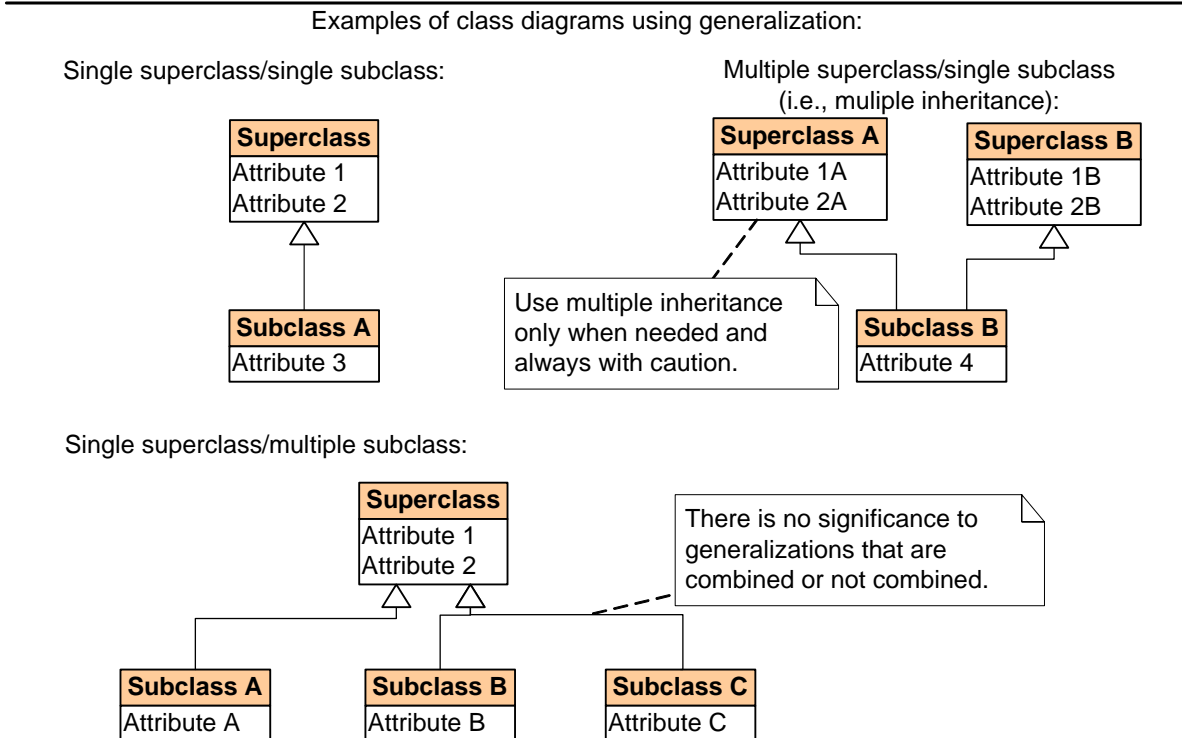 Examples of class diagrams using generalization:
Single superclass/single subclass:
Superclass
Attribute 1
Attribute 2
Subclass A
Attribute 3
Multiple superclass/single subclass
(i.e., muliple inheritance):
Superclass A
Attribute 1A
Attribute 2A
Superclass B
Attribute 1B
Attribute 2B
Use multiple inheritance
only when needed and
always with caution.
Subclass B
Attribute 4
Single superclass/multiple subclass:
Superclass
Attribute 1
Attribute 2
There is no significance to
generalizations that are
combined or not combined.
Subclass A
Attribute A
Subclass B
Attribute B
Subclass C
Attribute C